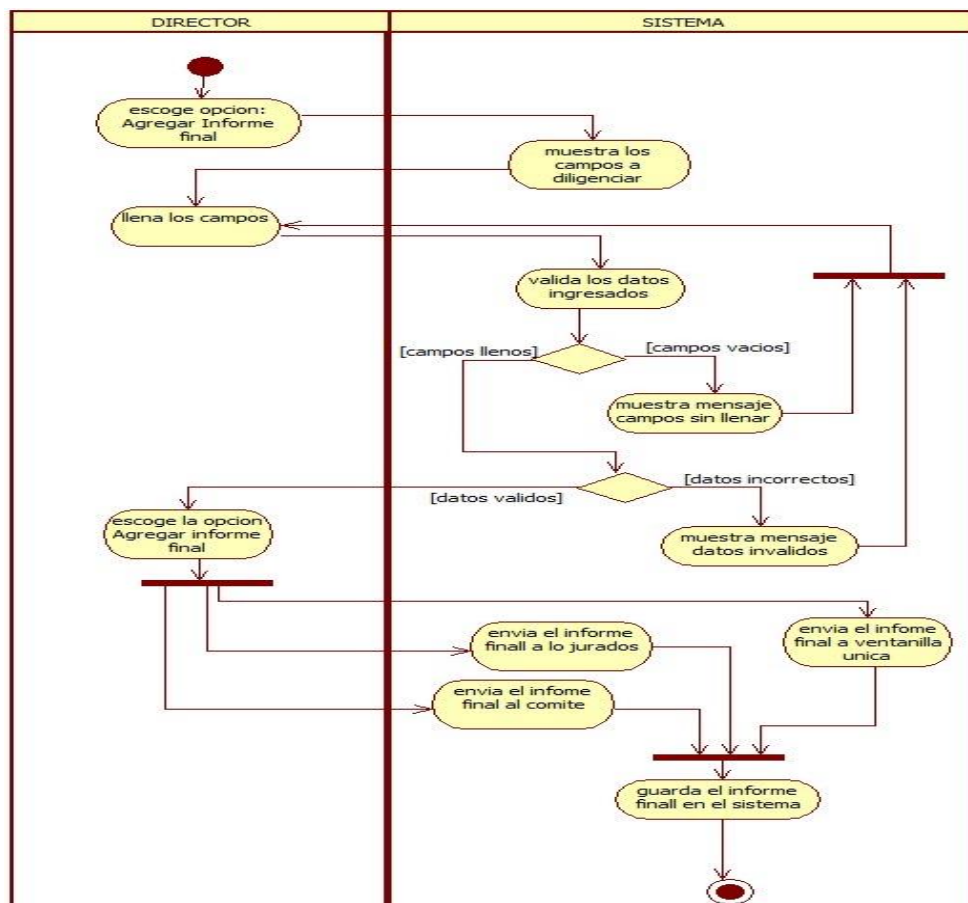 DIRECTOR
SISTEMA
escoge opcion:
Agregar Informe
final
muestra los
campos a
diligenciar
llena los campos
valida los datos
ingresados
[campos llenos]
[campos vacios]
muestra mensaje
campos sin llenar
[datos validos]
[datos incorrectos]
escoge la opcion
Agregar informe
final
muestra mensaje
datos invalidos
envia el informe
finall a lo jurados
envia el infome
final a ventanilla
unica
envia el infome
final al comite
guarda el informe
finall en el sistema